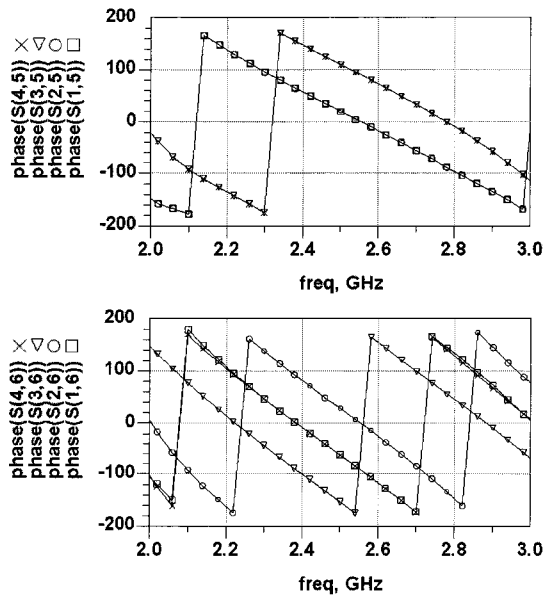 phase(S(4,5)) ×
phase(S(3,5)) ▽
phase(S(2,5)) ○
phase(S(1,5)) □
200
100
0
-100
-200
2.0 2.2 2.4 2.6 2.8 3.0
freq, GHz
phase(S(4,6)) ×
phase(S(3,6)) ▽
phase(S(2,6)) ○
phase(S(1,6)) □
200
100
0
-100
-200
2.0 2.2 2.4 2.6 2.8 3.0
freq, GHz